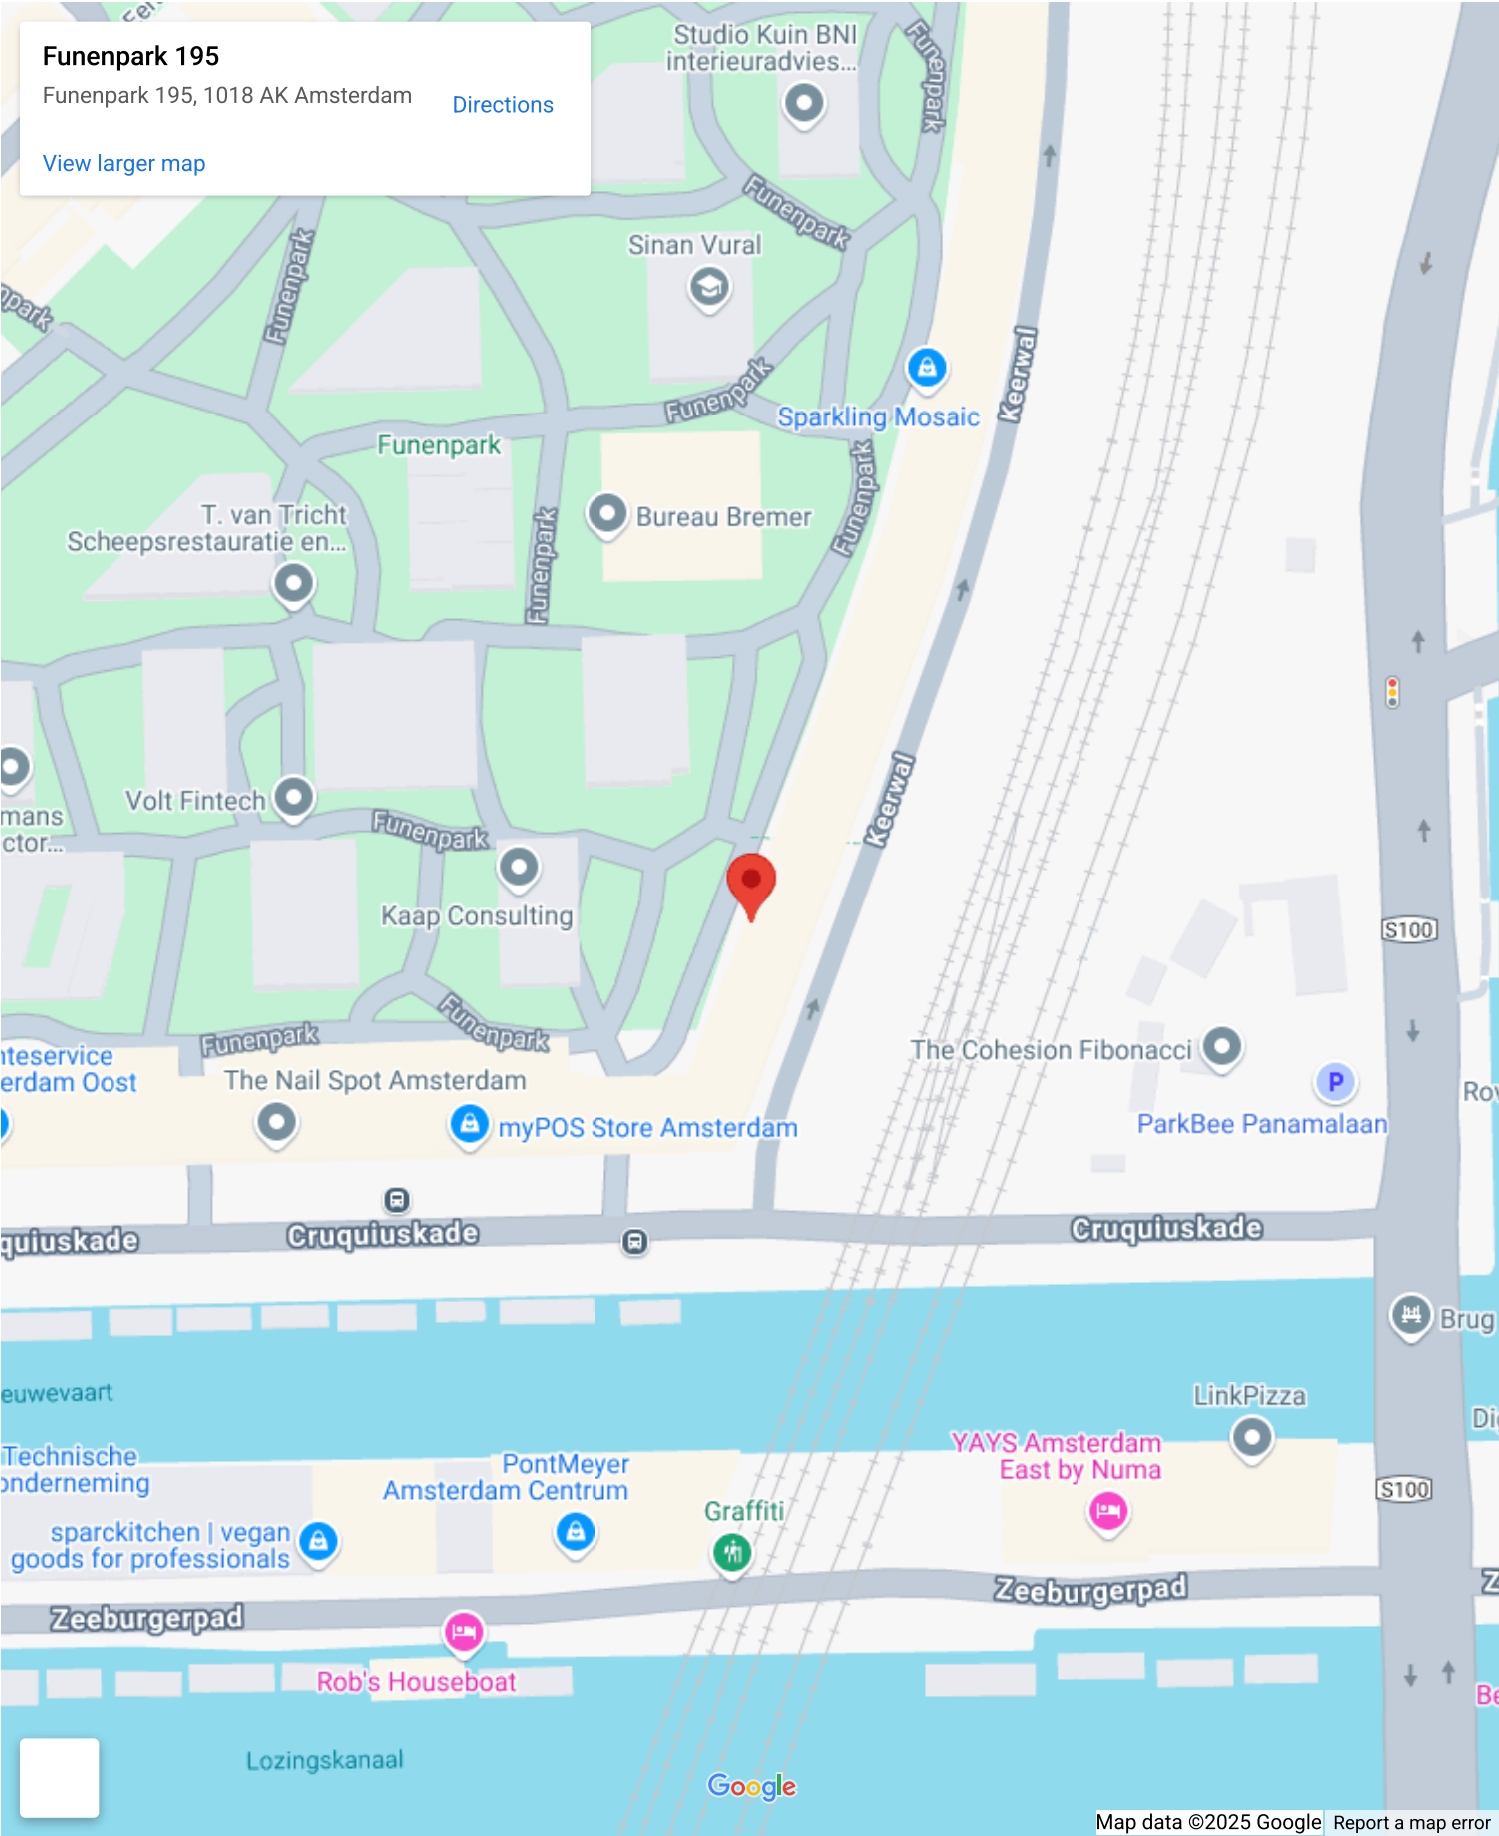 Funenpark 195
Funenpark 195, 1018 AK Amsterdam
Directions
View larger map
Studio Kuin BNI
interieuradvies...
Funenpark
Funenpark
Sinan Vural
Funenpark
Funenpark
Keerwal
Sparkling Mosaic
Funenpark
Funenpark
T. van Tricht
Scheepsrestauratie en...
Bureau Bremer
Funenpark
Funenpark
Volt Fintech
Funenpark
Keerwal
Kaap Consulting
S100
Funenpark
Funenpark
The Cohesion Fibonacci
The Nail Spot Amsterdam
P
ParkBee Panamalaan
myPOS Store Amsterdam
Cruquiuskade
Cruquiuskade
Brug
LinkPizza
Technische
YAYS Amsterdam
East by Numa
PontMeyer
Amsterdam Centrum
S100
Graffiti
sparckitchen | vegan
goods for professionals
Zeeburgerpad
Zeeburgerpad
Rob's Houseboat
Lozingskanaal
Google
Map data ©2025 Google
Report a map error